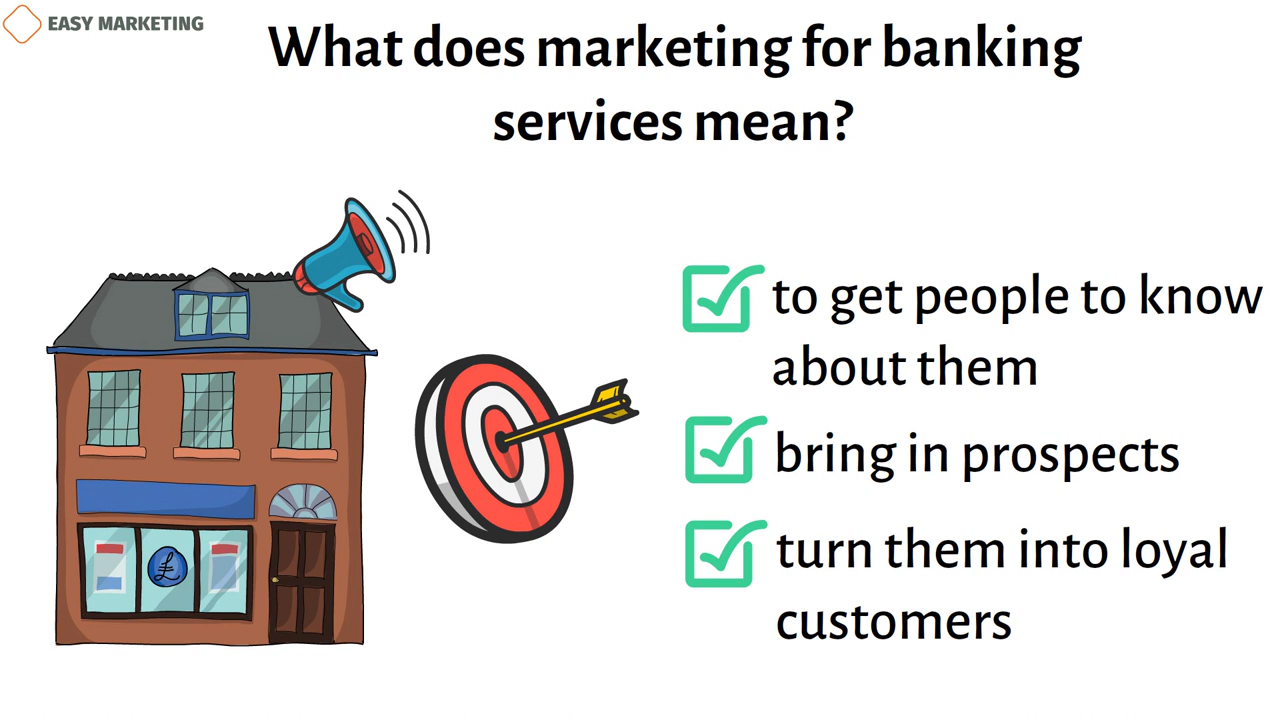 EASY MARKETING
What does marketing for banking
services mean?
to get people to know
about them
bring in prospects
turn them into loyal
customers
£